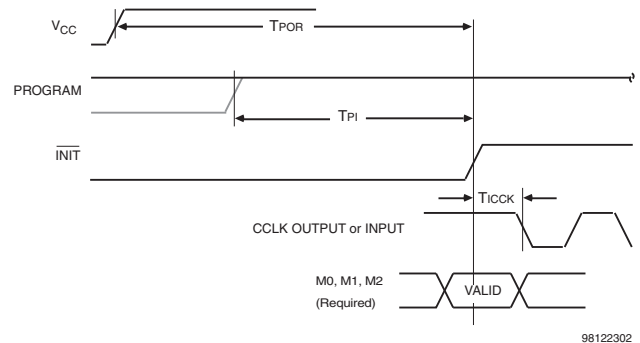 VCC
TPOR
PROGRAM
TPI
INIT
TICCK
CCLK OUTPUT or INPUT
M0, M1, M2
(Required)
VALID
98122302